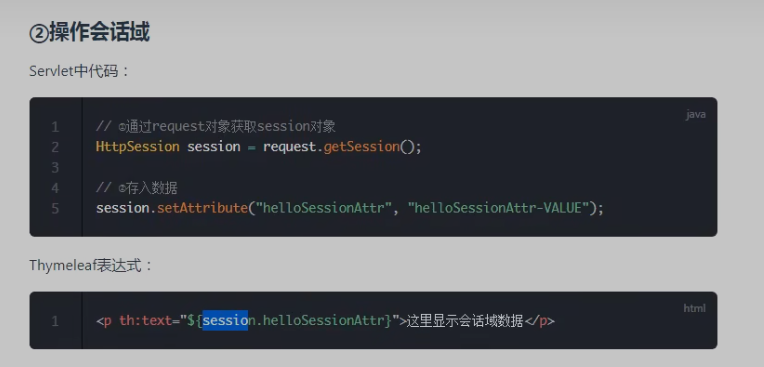 ②操作会话域
Servlet中代码：
java
1 // ①通过request对象获取session对象
2 HttpSession session = request.getSession();
3
4 // ②存入数据
5 session.setAttribute("helloSessionAttr", "helloSessionAttr-VALUE");
Thymeleaf表达式：
html
1 <p th:text="${session.helloSessionAttr}">这里显示会话域数据</p>